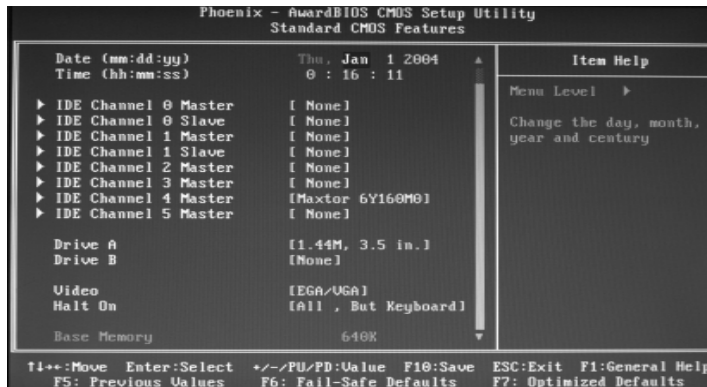 Phoenix - AwardBIOS CMOS Setup Utility
Standard CMOS Features
Date (mm:dd:yy) Thu, Jan 1 2004
Time (hh:mm:ss) 0 : 16 : 11
IDE Channel 0 Master [ None]
IDE Channel 0 Slave [ None]
IDE Channel 1 Master [ None]
IDE Channel 1 Slave [ None]
IDE Channel 2 Master [ None]
IDE Channel 3 Master [ None]
IDE Channel 4 Master [Maxtor 6Y160M0]
IDE Channel 5 Master [ None]
Drive A [1.44M, 3.5 in.]
Drive B [None]
Video [EGA/VGA]
Halt On [All , But Keyboard]
Base Memory 640K
Item Help
Menu Level
Change the day, month,
year and century
↑↓→←:Move Enter:Select +/-/PU/PD:Value F10:Save ESC:Exit F1:General Help
F5: Previous Values F6: Fail-Safe Defaults F7: Optimized Defaults